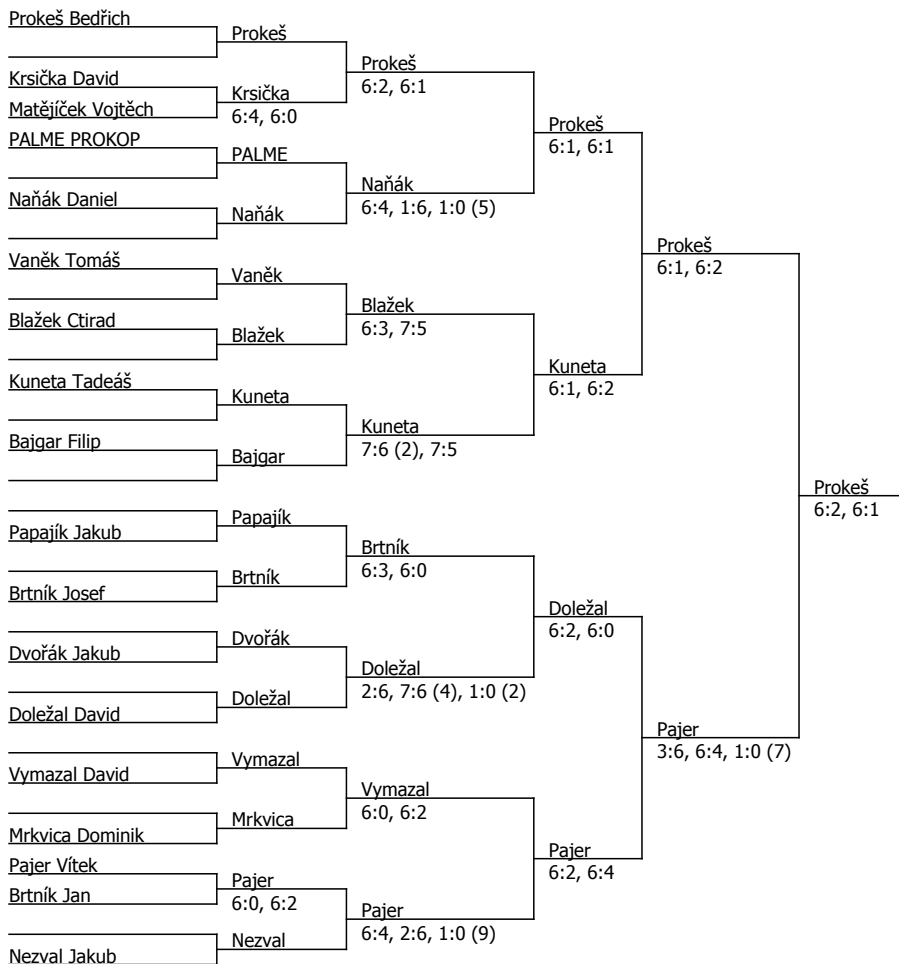 Prokeš Bedřich
Prokeš
Prokeš
6:2, 6:1
Krsička David
Krsička
6:4, 6:0
Matějíček Vojtěch
Prokeš
6:1, 6:1
PALME PROKOP
PALME
Naňák
6:4, 1:6, 1:0 (5)
Naňák Daniel
Naňák
Prokeš
6:1, 6:2
Vaněk Tomáš
Vaněk
Blažek
6:3, 7:5
Blažek Ctirad
Blažek
Kuneta
6:1, 6:2
Kuneta Tadeáš
Kuneta
Kuneta
7:6 (2), 7:5
Bajgar Filip
Bajgar
Prokeš
6:2, 6:1
Papajík
Papajík Jakub
Brtník
6:3, 6:0
Brtník
Brtník Josef
Doležal
6:2, 6:0
Dvořák
Dvořák Jakub
Doležal
2:6, 7:6 (4), 1:0 (2)
Doležal
Doležal David
Pajer
3:6, 6:4, 1:0 (7)
Vymazal
Vymazal David
Vymazal
6:0, 6:2
Mrkvica
Mrkvica Dominik
Pajer
6:2, 6:4
Pajer Vítek
Pajer
6:0, 6:2
Brtník Jan
Pajer
6:4, 2:6, 1:0 (9)
Nezval
Nezval Jakub